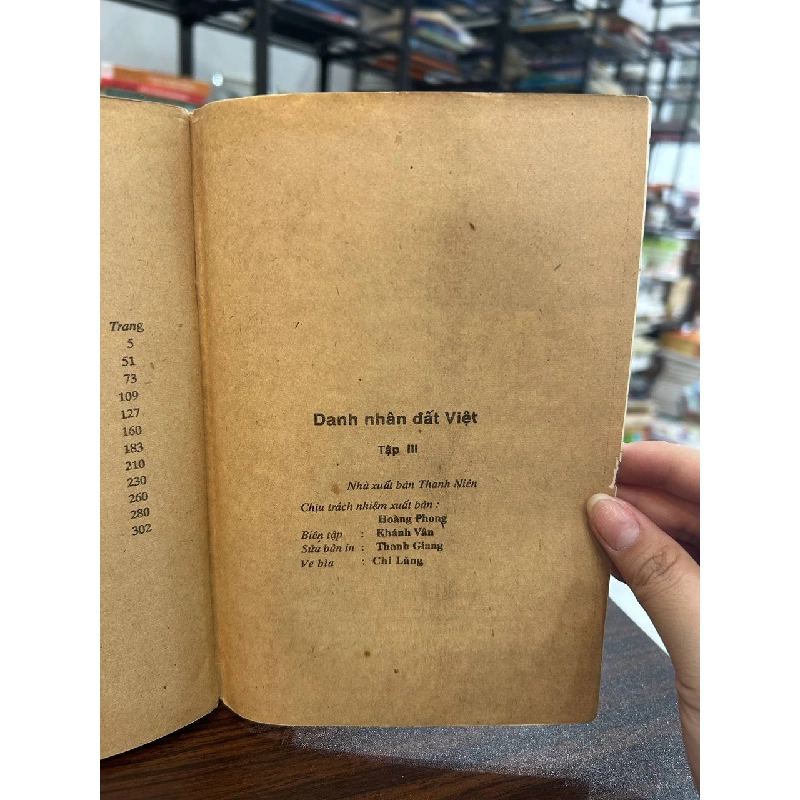 Trang
5
51
73
109
127
160
183
210
230
260
280
302
Danh nhân đất Việt
Tập III
Nhà xuất bản Thanh Niên
Chịu trách nhiệm xuất bản :
Hoàng Phong
Biên tập : Khánh Vân
Sửa bản in : Thanh Giang
Vẽ bìa : Chi Lăng